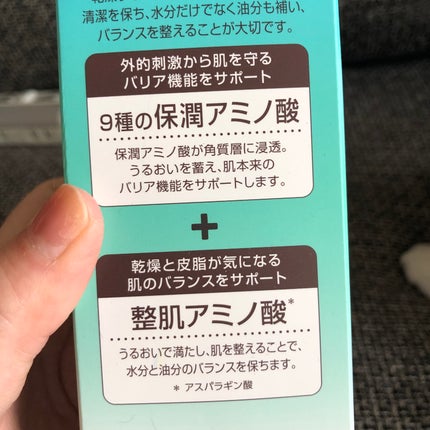 清潔を保ち、水分だけでなく油分も補い、
バランスを整えることが大切です。
外的刺激から肌を守る
バリア機能をサポート
9種の保潤アミノ酸
保潤アミノ酸が角質層に浸透。
うるおいを蓄え、肌本来の
バリア機能をサポートします。
+
乾燥と皮脂が気になる
肌のバランスをサポート
整肌アミノ酸*
うるおいで満たし、肌を整えることで、
水分と油分のバランスを保ちます。
* アスパラギン酸